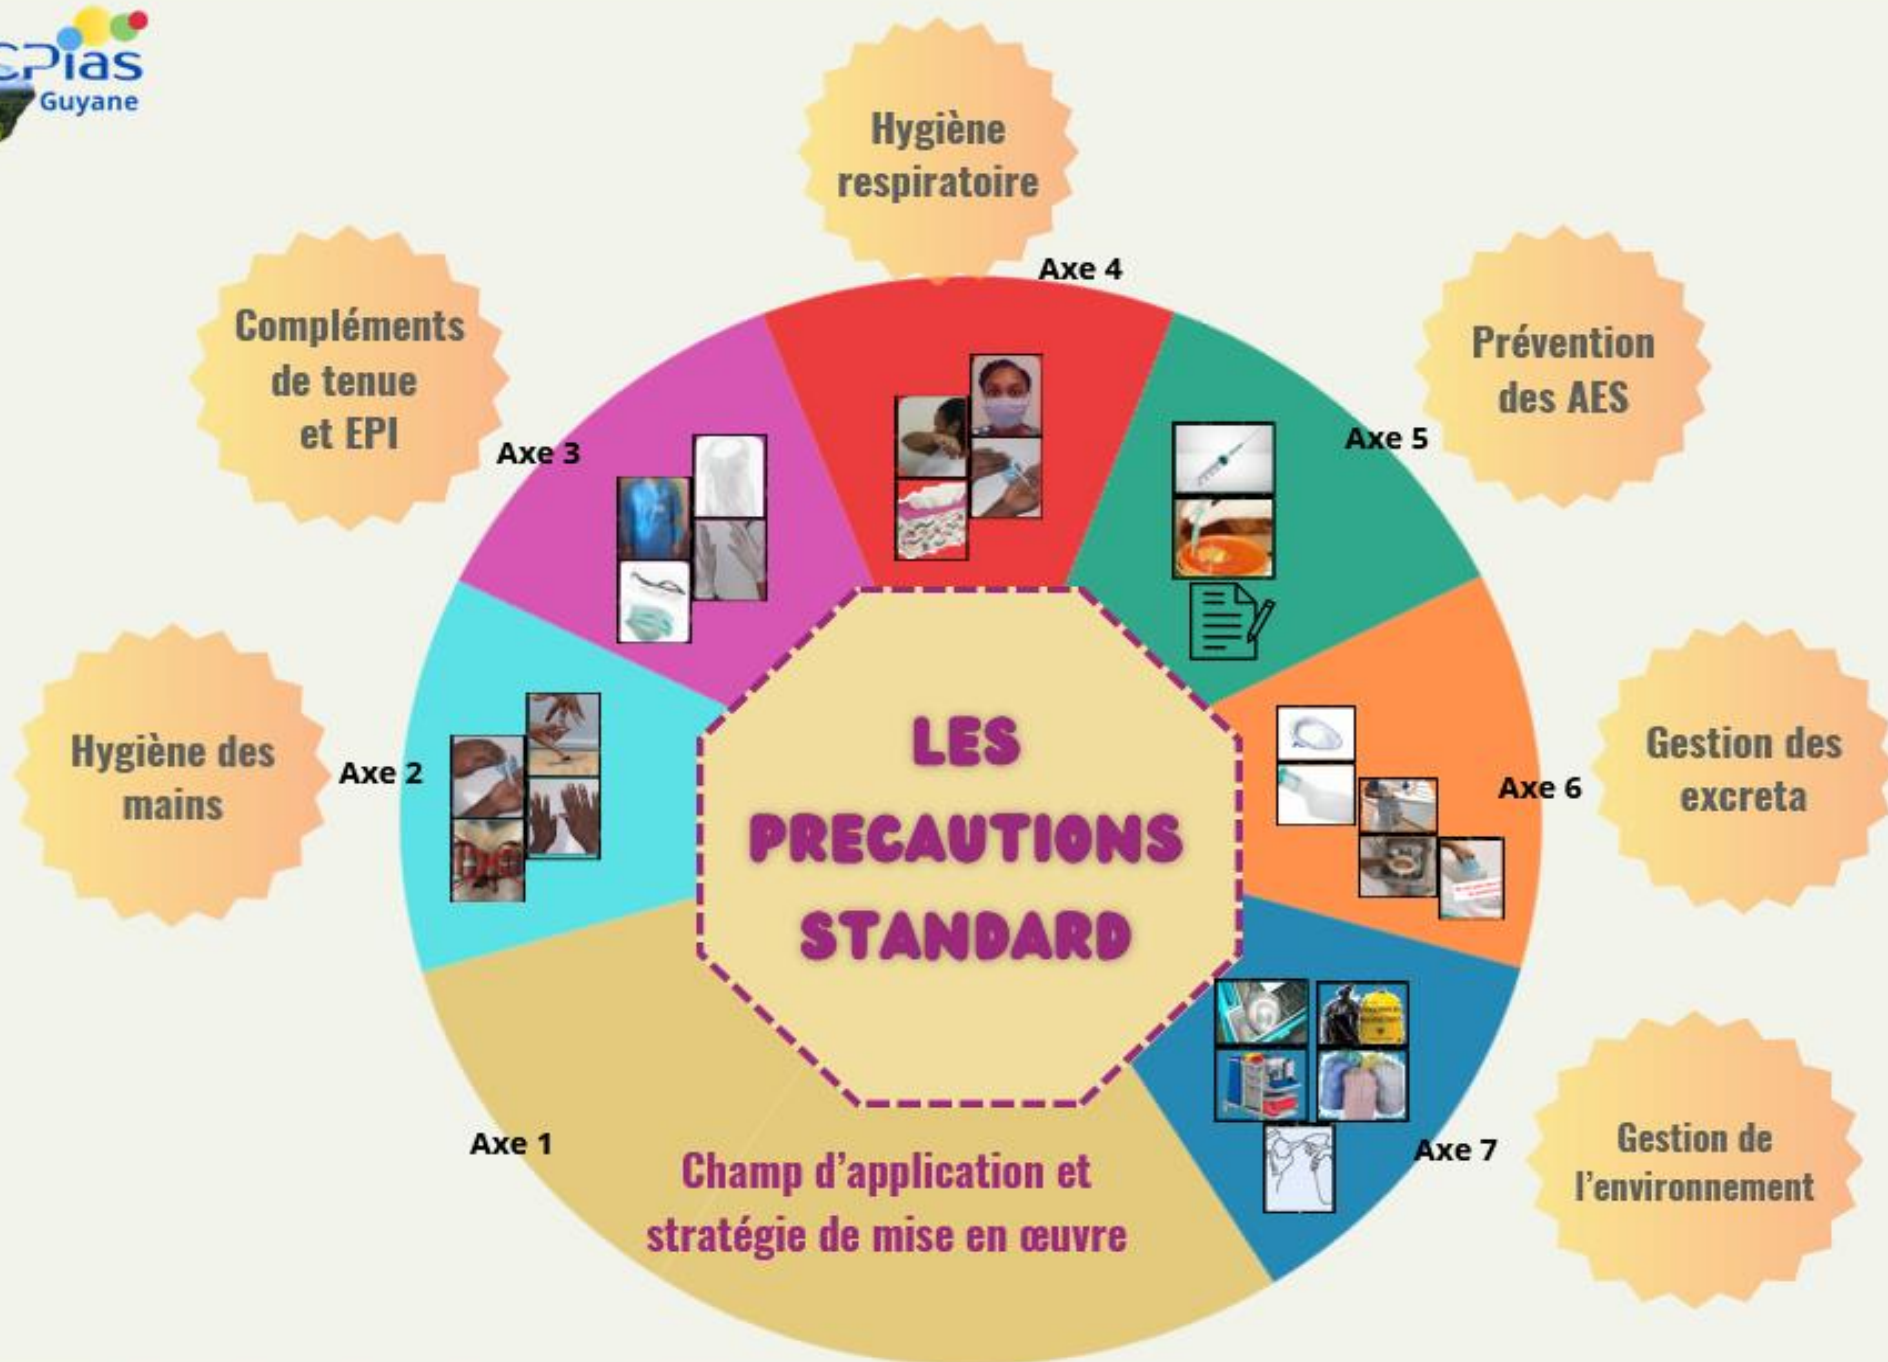 CPias
Guyane
Hygiène
respiratoire
Axe 4
Compléments
de tenue
et EPI
Axe 3
Prévention
des AES
Axe 5
Hygiène des
mains
Axe 2
LES
PRECAUTIONS
STANDARD
Axe 6
Gestion des
excreta
Axe 1
Champ d’application et
stratégie de mise en œuvre
Axe 7
Gestion de
l’environnement